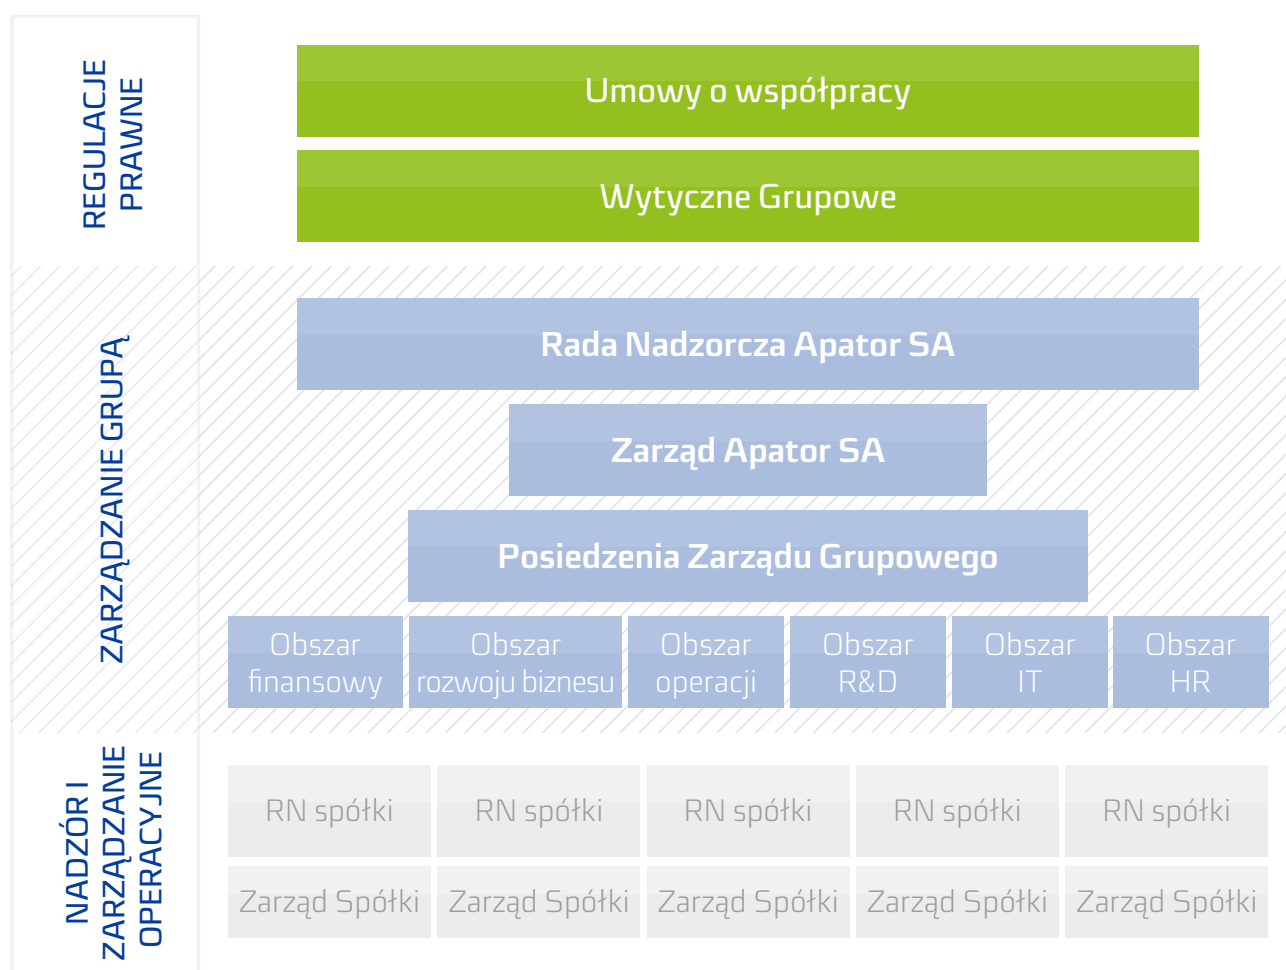 REGULACJE
PRAWNE
Umowy o współpracy
Wytyczne Grupowe
ZARZĄDZANIE GRUPĄ
Rada Nadzorcza Apator SA
Zarząd Apator SA
Posiedzenia Zarządu Grupowego
Obszar
finansowy
Obszar
rozwoju biznesu
Obszar
operacji
Obszar
R&D
Obszar
IT
Obszar
HR
NADZÓR I
ZARZĄDZANIE
OPERACYJNE
RN spółki
RN spółki
RN spółki
RN spółki
RN spółki
Zarząd Spółki
Zarząd Spółki
Zarząd Spółki
Zarząd Spółki
Zarząd Spółki